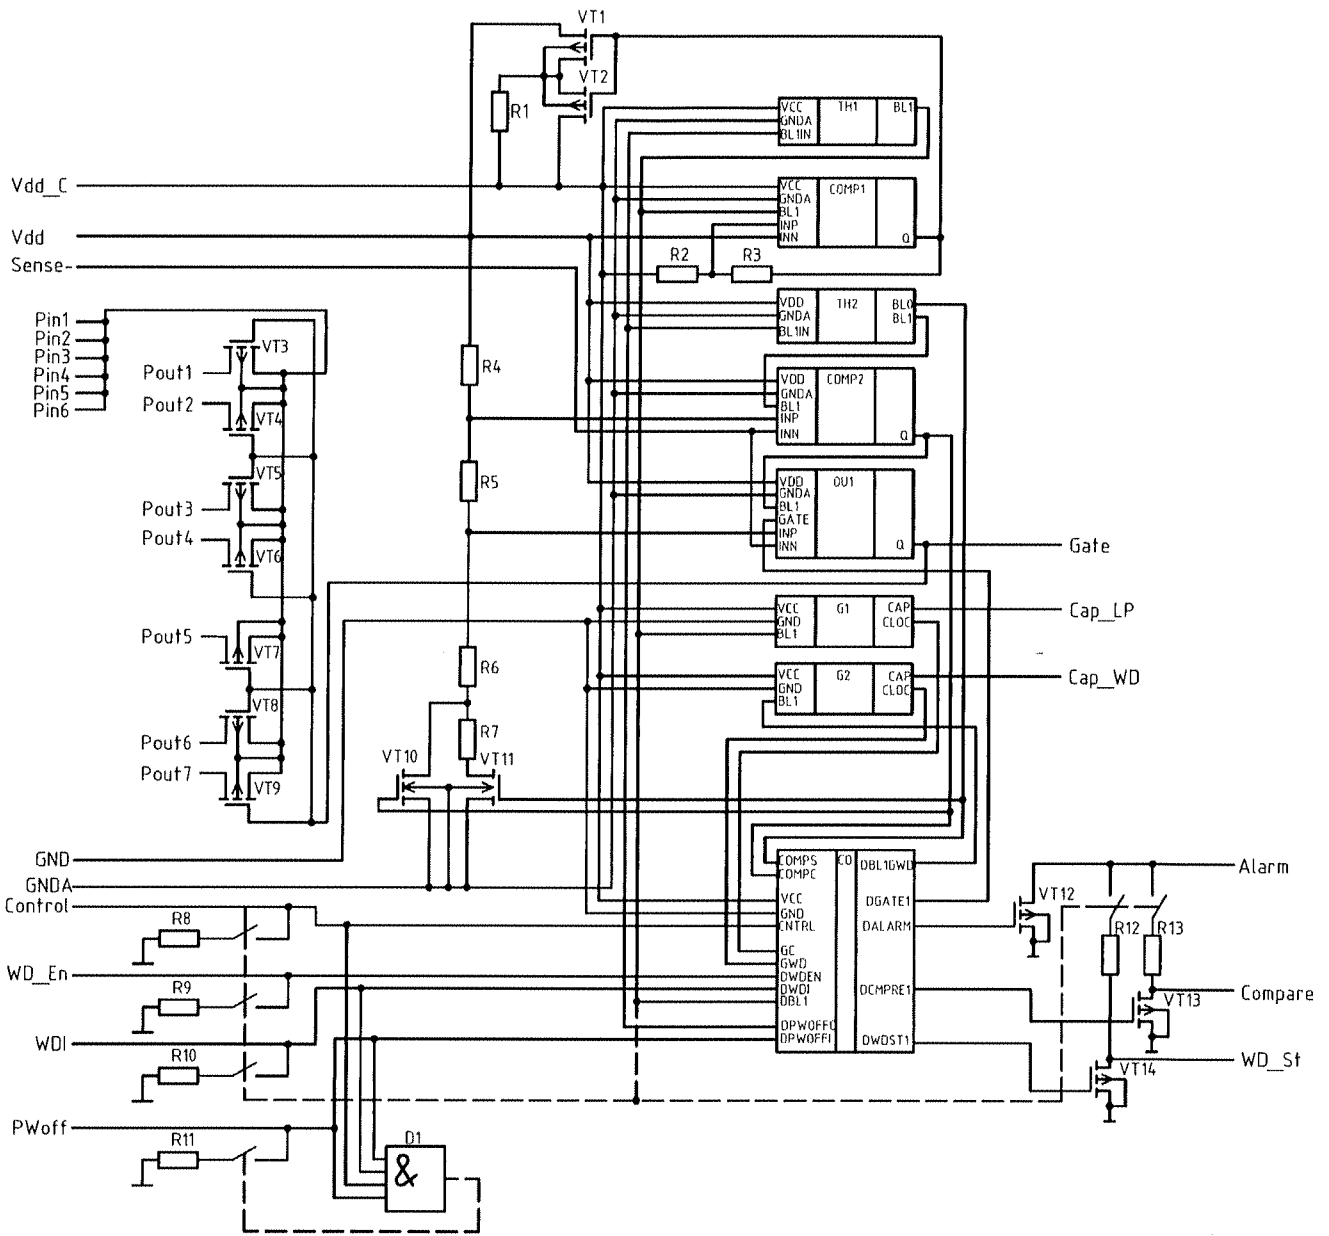 VT1
VT2
R1
VCC TH1 BL1
GNDA
BL1IN
Vdd_C
VCC COMP1
GNDA
BL1
INP
INN Q
Vdd
Sense-
R2 R3
VDD TH2 BL0
GNDA BL1
BL1IN
Pin1
Pin2
Pin3
Pin4
Pin5
Pin6
VT3
Pout1
Pout2
VT4
R4
VDD COMP2
GNDA
BL1
INP
INN Q
VT5
R5
Pout3
Pout4
VT6
VDD OU1
GNDA
BL1
GATE
INP
INN Q
Gate
VCC G1 CAP
GND CLOC
BL1
Cap_LP
Pout5
VT7
R6
VCC G2 CAP
GND CLOC
BL1
Cap_WD
VT8
Pout6
R7
Pout7
VT9
VT10 VT11
GND
GNDA
Control
COMPS CO DBL1GWD
COMPC
VCC DGATE1
GND
CNTRL DALARM
GC
GWD
DWDEN
DWDI DCMPRE1
DBL1
DPWOFFO
DPWOFFI DWDST1
Alarm
VT12
R12 R13
R8
WD_En
R9
VT13
Compare
WDI
R10
VT14
WD_St
PWoff
R11
D1
&